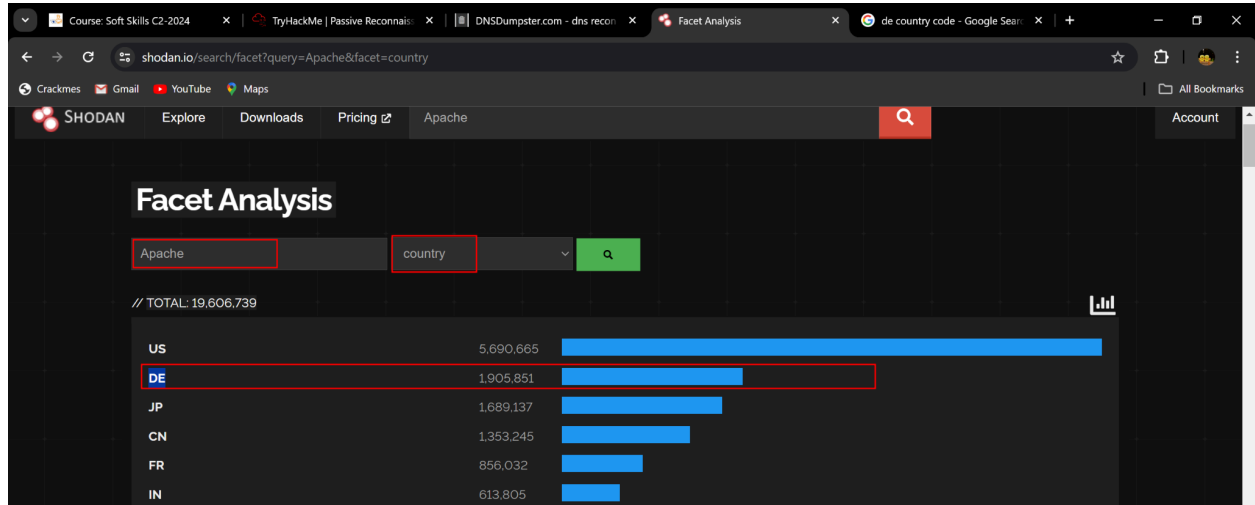 Course: Soft Skills C2-2024
TryHackMe | Passive Reconnaiss
DNSDumpster.com - dns recon
Facet Analysis
de country code - Google Searc
shodan.io/search/facet?query=Apache&facet=country
Crackmes Gmail YouTube Maps All Bookmarks
SHODAN Explore Downloads Pricing Apache Account
Facet Analysis
Apache country
// TOTAL: 19,606,739
US 5,690,665
DE 1,905,851
JP 1,689,137
CN 1,353,245
FR 856,032
IN 613,805